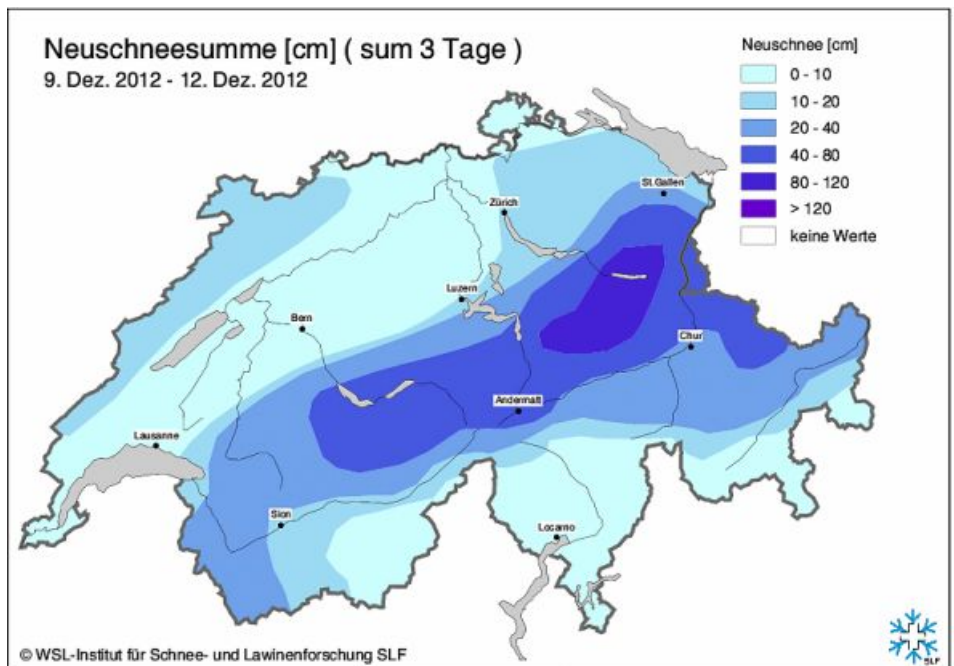 Neuschneesumme [cm] ( sum 3 Tage )
9. Dez. 2012 - 12. Dez. 2012
Neuschnee [cm]
0 - 10
10 - 20
20 - 40
40 - 80
80 - 120
> 120
keine Werte
St.Gallen
Zürich
Luzern
Bern
Chur
Andermatt
Lausanne
Sion
Locarno
© WSL-Institut für Schnee- und Lawinenforschung SLF
SLF